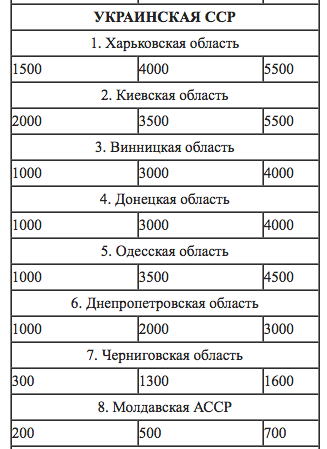 УКРАИНСКАЯ ССР
1. Харьковская область
1500 4000 5500
2. Киевская область
2000 3500 5500
3. Винницкая область
1000 3000 4000
4. Донецкая область
1000 3000 4000
5. Одесская область
1000 3500 4500
6. Днепропетровская область
1000 2000 3000
7. Черниговская область
300 1300 1600
8. Молдавская АССР
200 500 700